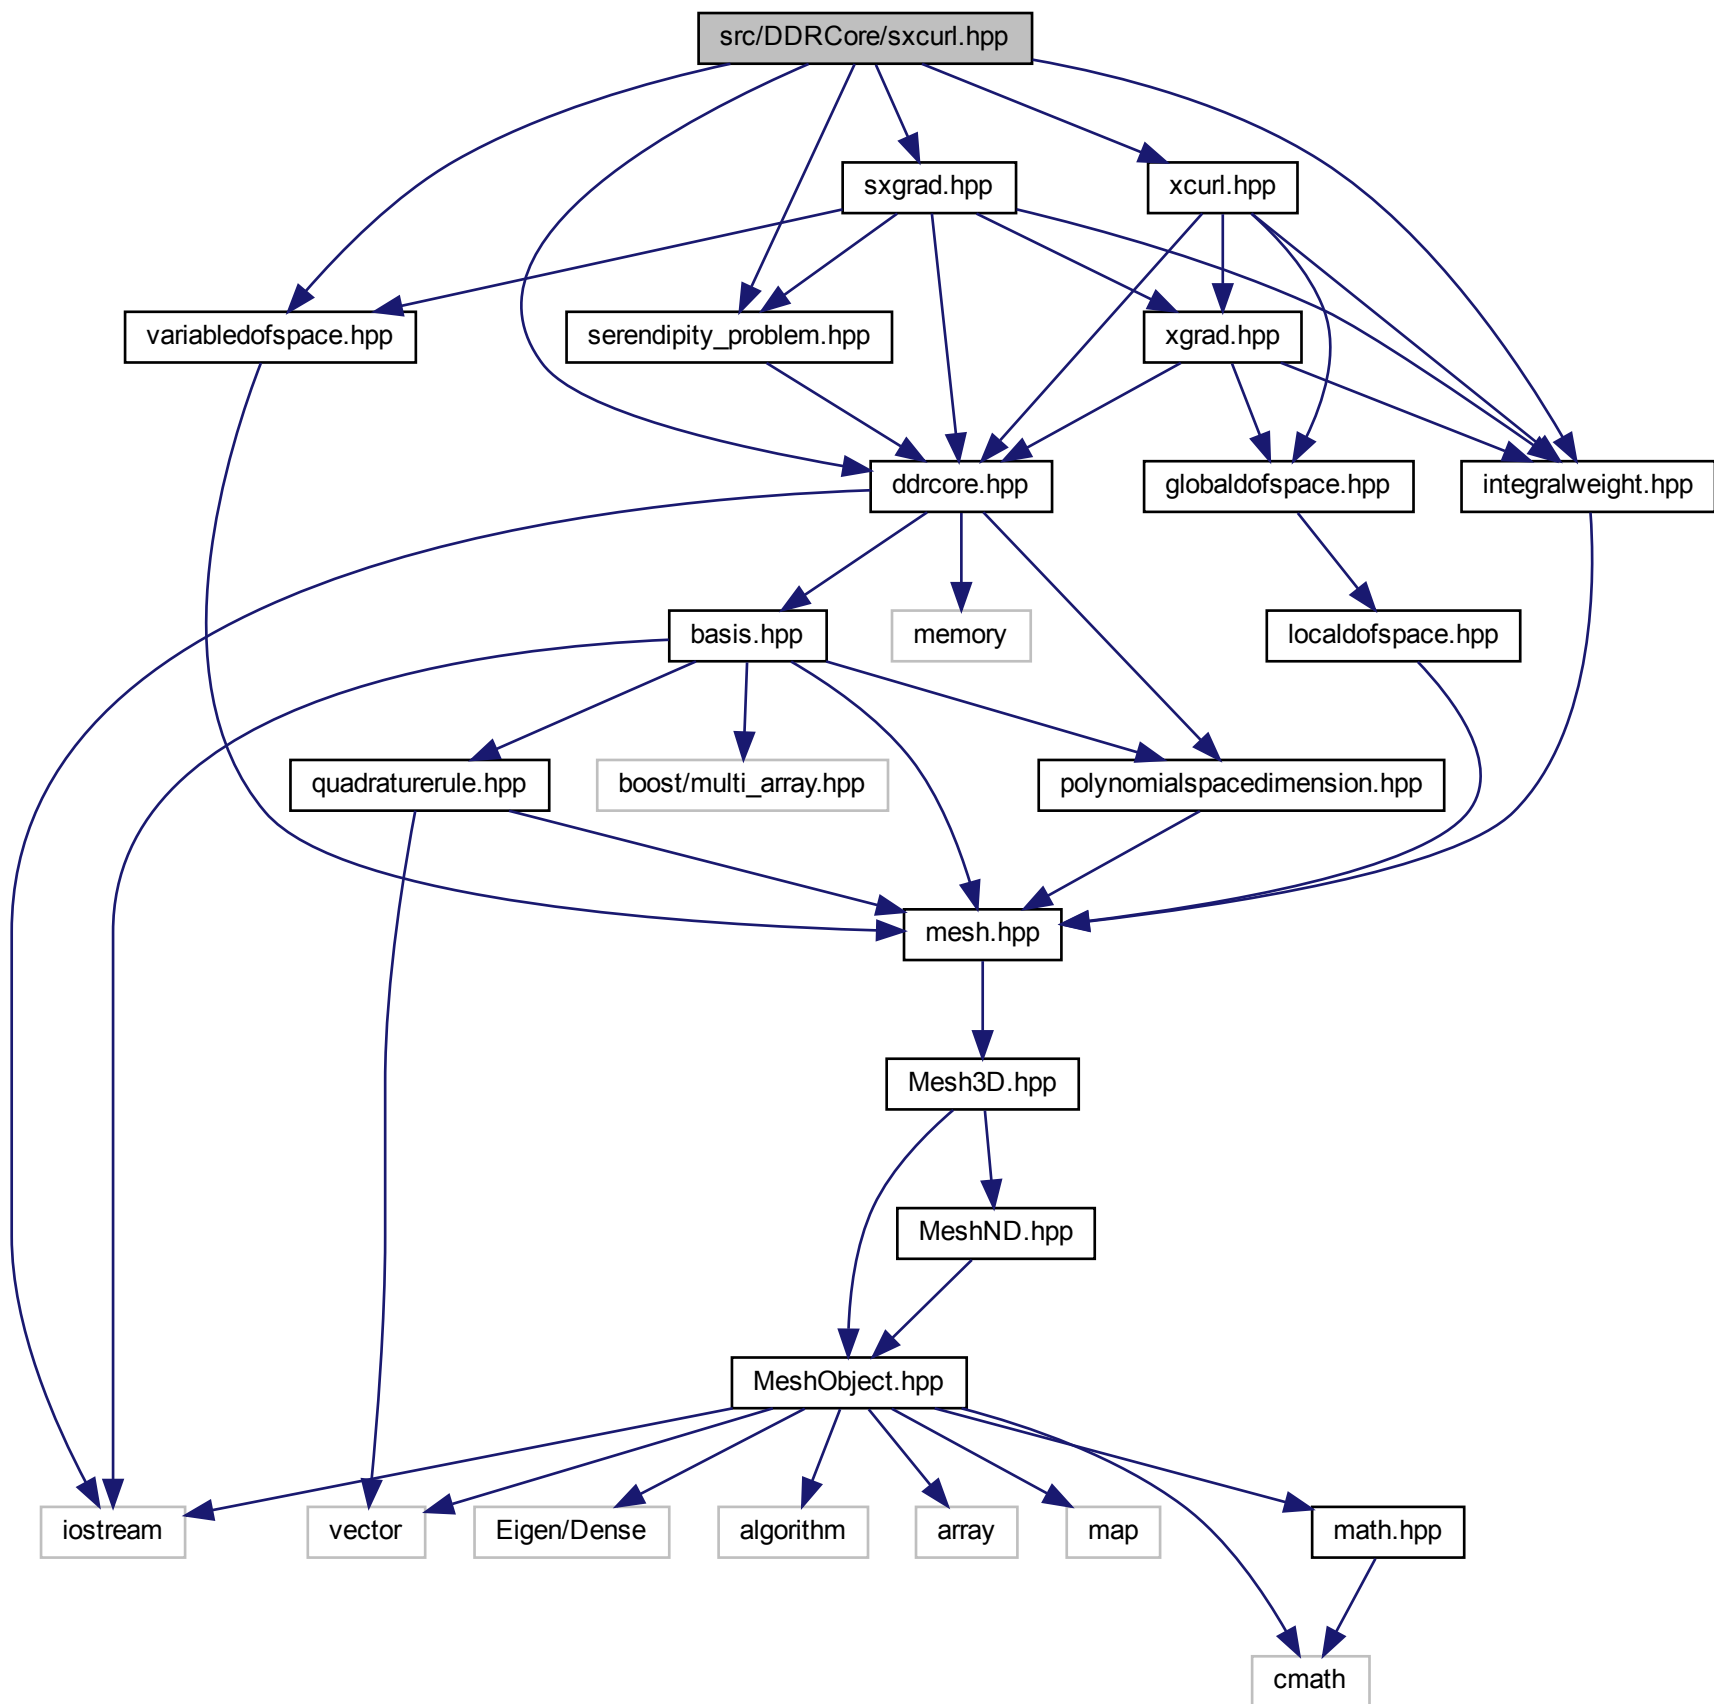 src/DDRCore/sxcurl.hpp
sxgrad.hpp
xcurl.hpp
variabledofspace.hpp
serendipity_problem.hpp
xgrad.hpp
ddrcore.hpp
globaldofspace.hpp
integralweight.hpp
basis.hpp
memory
localdofspace.hpp
quadraturerule.hpp
boost/multi_array.hpp
polynomialspacedimension.hpp
mesh.hpp
Mesh3D.hpp
MeshND.hpp
MeshObject.hpp
iostream
vector
Eigen/Dense
algorithm
array
map
math.hpp
cmath